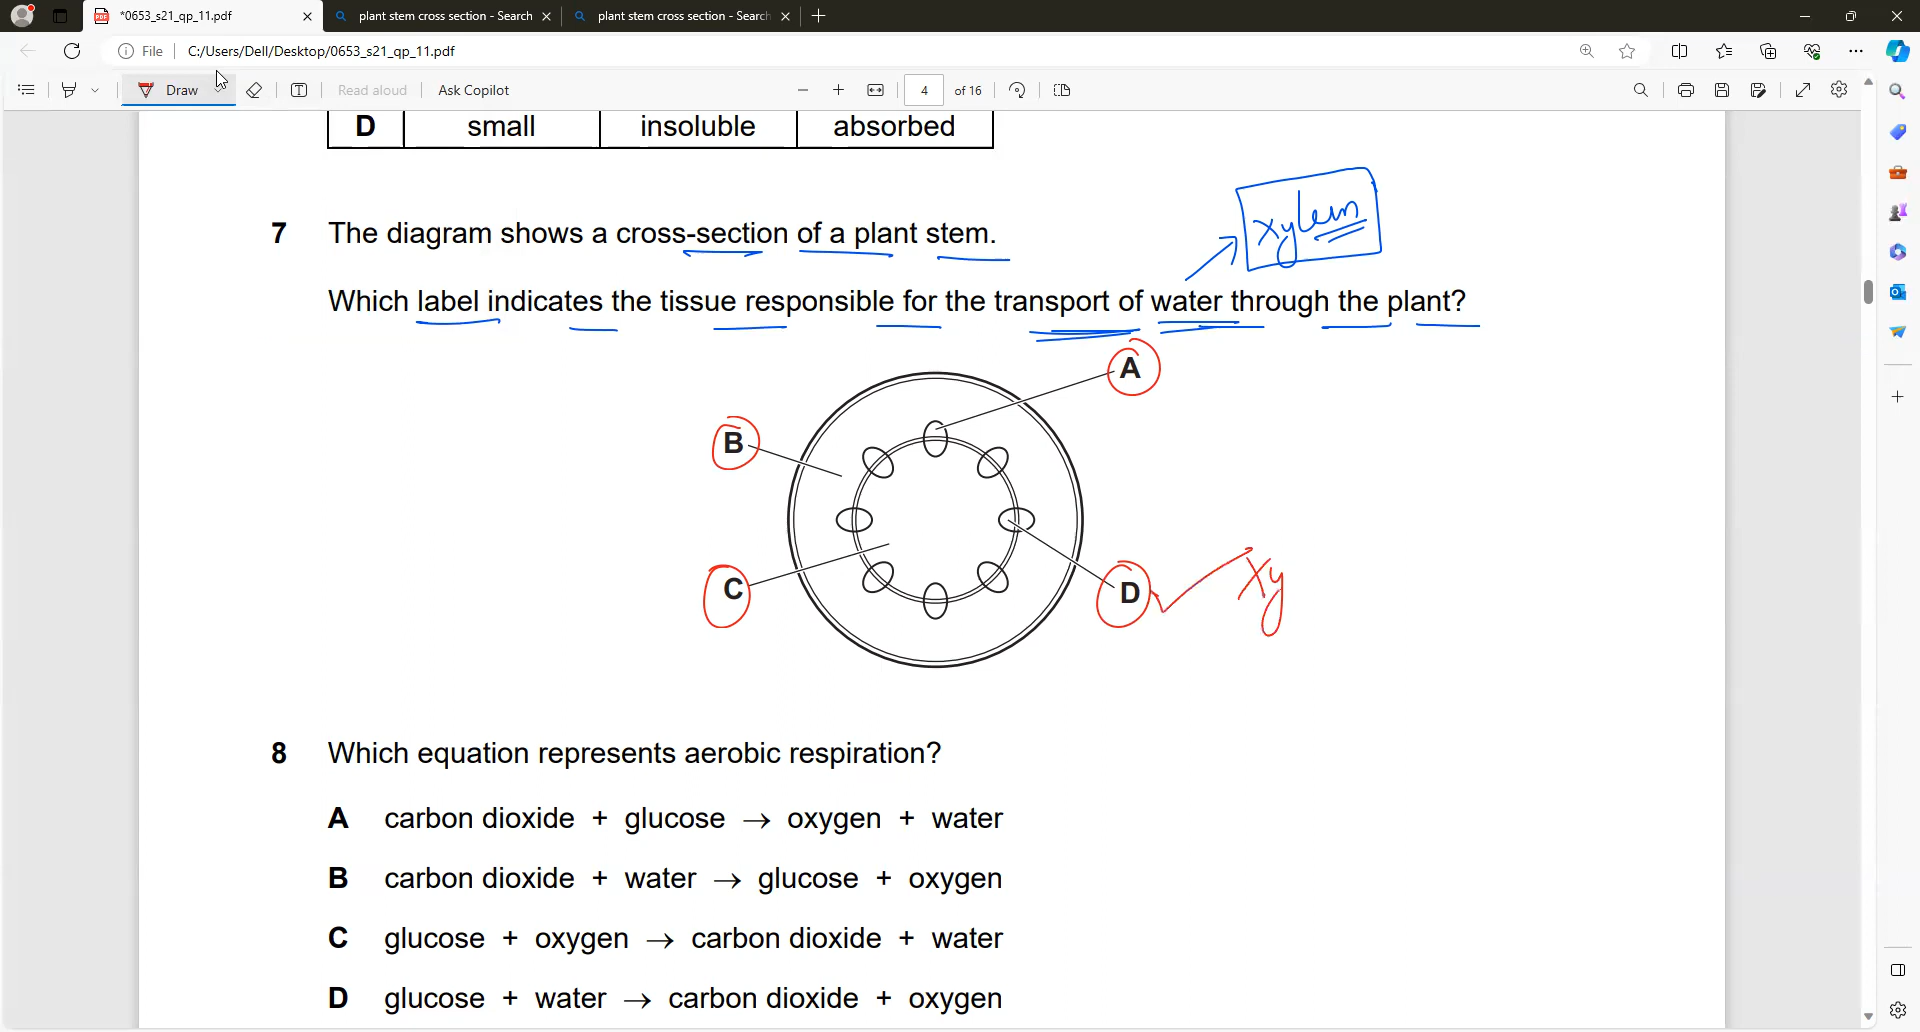 *0653_s21_qp_11.pdf
plant stem cross section - Search
plant stem cross section - Search
File
C:/Users/Dell/Desktop/0653_s21_qp_11.pdf
Draw
Read aloud
Ask Copilot
4
of 16
D small insoluble absorbed
xylem
7 The diagram shows a cross-section of a plant stem.
Which label indicates the tissue responsible for the transport of water through the plant?
A
B
C
D
xy
8 Which equation represents aerobic respiration?
A carbon dioxide + glucose → oxygen + water
B carbon dioxide + water → glucose + oxygen
C glucose + oxygen → carbon dioxide + water
D glucose + water → carbon dioxide + oxygen